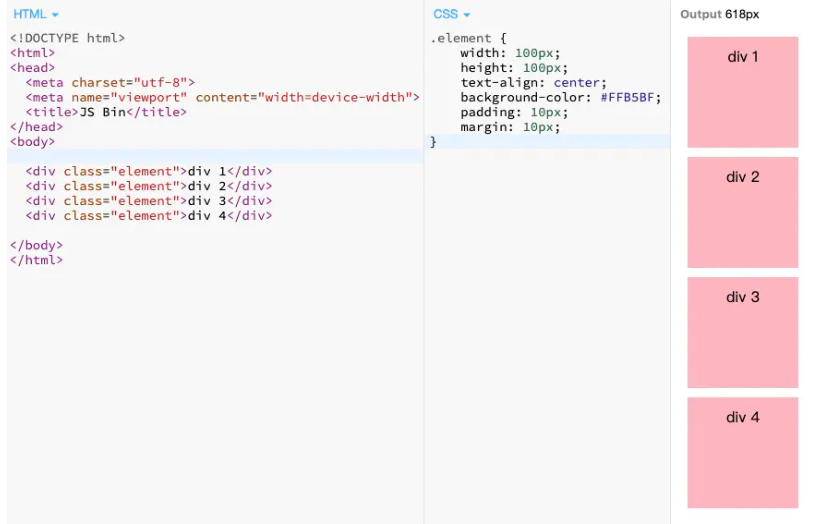 HTML
<!DOCTYPE html>
<html>
<head>
  <meta charset="utf-8">
  <meta name="viewport" content="width=device-width">
  <title>JS Bin</title>
</head>
<body>
  <div class="element">div 1</div>
  <div class="element">div 2</div>
  <div class="element">div 3</div>
  <div class="element">div 4</div>
</body>
</html>
CSS
.element {
    width: 100px;
    height: 100px;
    text-align: center;
    background-color: #FFB5BF;
    padding: 10px;
    margin: 10px;
}
Output 618px
div 1
div 2
div 3
div 4